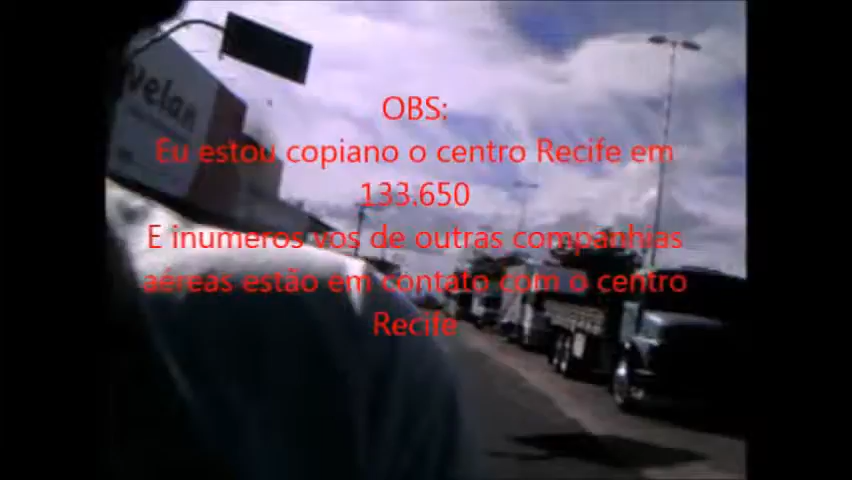 velan
OBS:
Eu estou copiano o centro Recife em
133.650
E inumeros vos de outras companhias
aéreas estão em contato com o centro
Recife